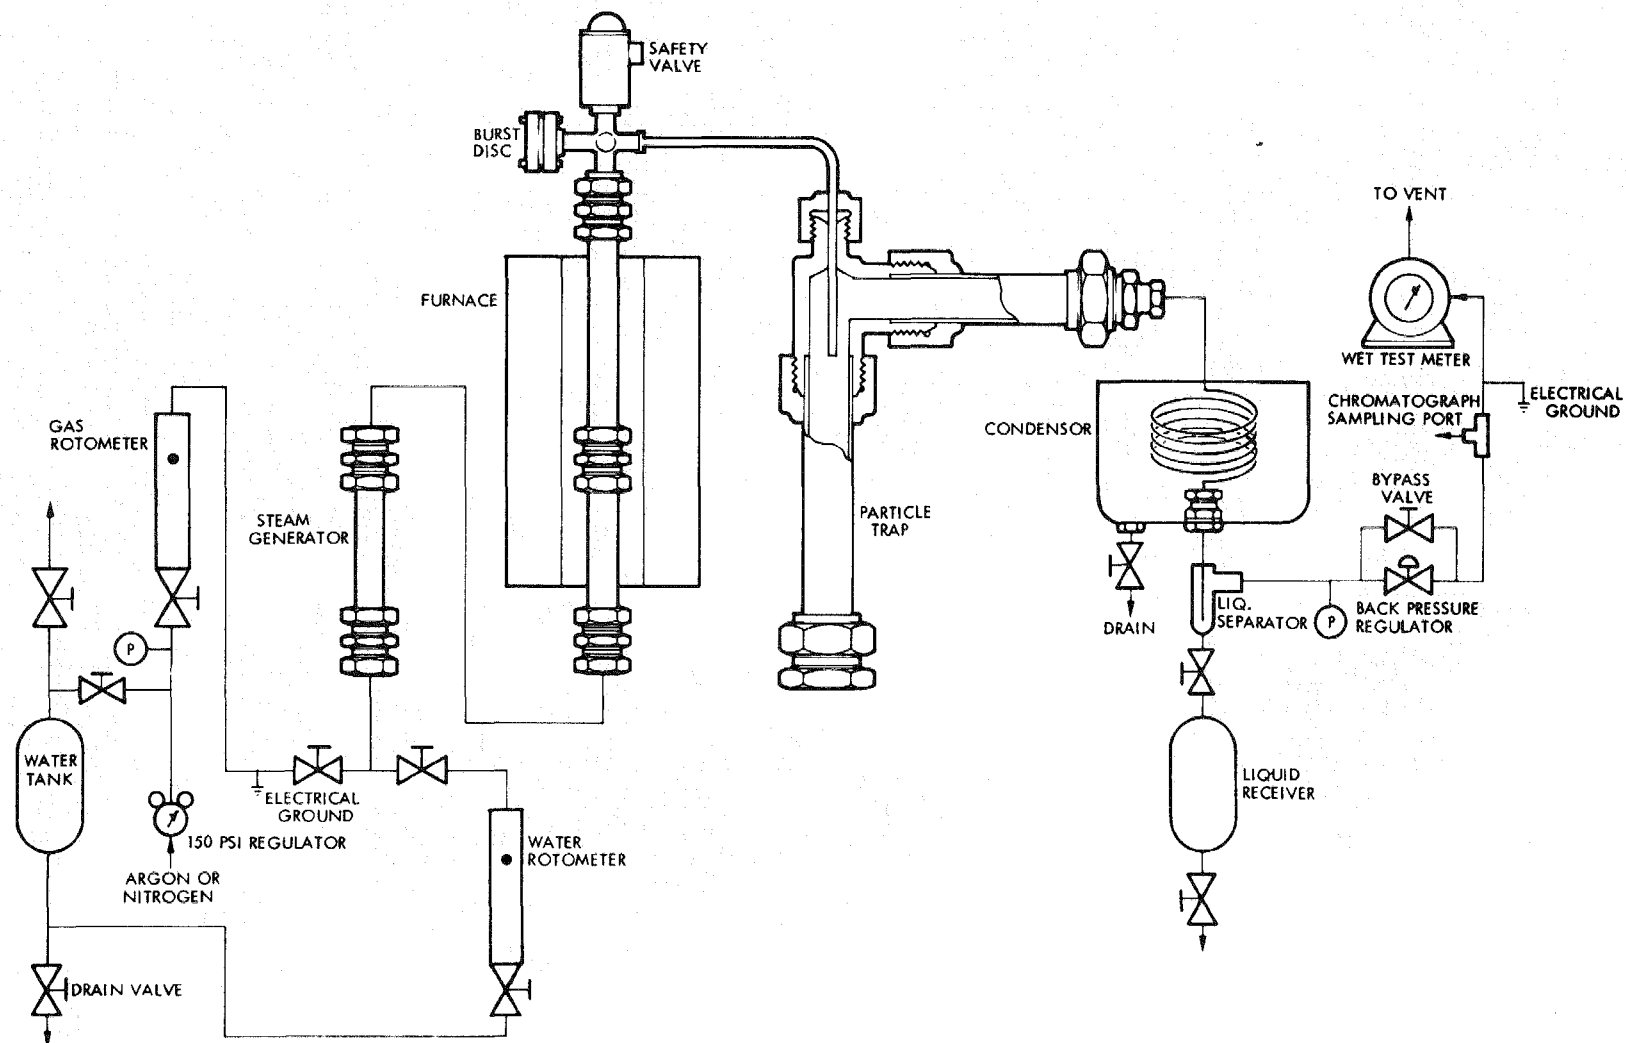 SAFETY
VALVE
BURST
DISC
TO VENT
FURNACE
WET TEST METER
ELECTRICAL
GROUND
CHROMATOGRAPH
SAMPLING PORT
GAS
ROTOMETER
CONDENSOR
BYPASS
VALVE
STEAM
GENERATOR
PARTICLE
TRAP
DRAIN
LIQ.
SEPARATOR
P
BACK PRESSURE
REGULATOR
P
WATER
TANK
ELECTRICAL
GROUND
LIQUID
RECEIVER
150 PSI REGULATOR
WATER
ROTOMETER
ARGON OR
NITROGEN
DRAIN VALVE